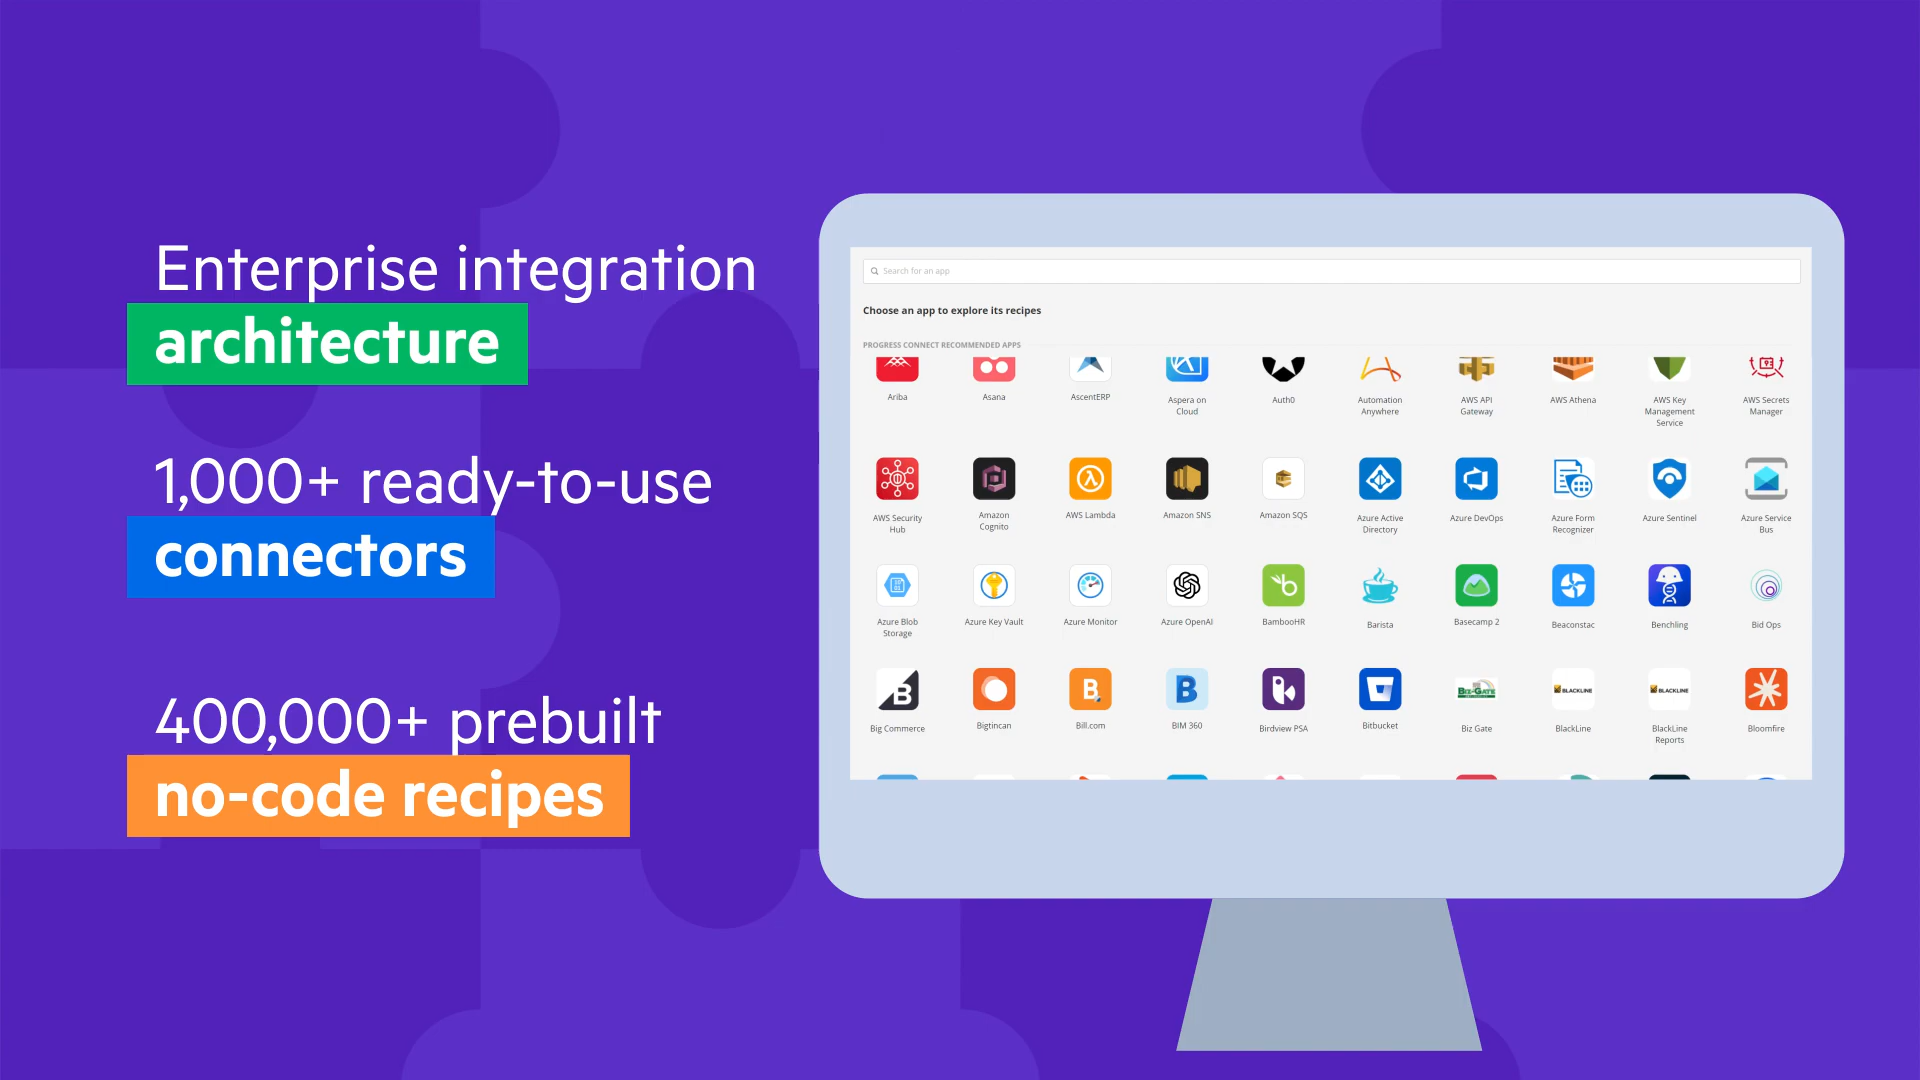 Enterprise integration
architecture
1,000+ ready-to-use
connectors
400,000+ prebuilt
no-code recipes
Search for an app
Choose an app to explore its recipes
PROGRESS CONNECT RECOMMENDED APPS
Ariba
Asana
AscentERP
Aspera on
Cloud
Auth0
Automation
Anywhere
AWS API
Gateway
AWS Athena
AWS Key
Management
Service
AWS Secrets
Manager
AWS Security
Hub
Amazon
Cognito
AWS Lambda
Amazon SNS
Amazon SQS
Azure Active
Directory
Azure DevOps
Azure Form
Recognizer
Azure Sentinel
Azure Service
Bus
Azure Blob
Storage
Azure Key Vault
Azure Monitor
Azure OpenAI
BambooHR
Barista
Basecamp 2
Beaconstac
Benchling
Bid Ops
B
Big Commerce
Bigtincan
B.
Bill.com
B
BIM 360
Birdview PSA
Bitbucket
BIZ-GATE
Biz Gate
BLACKLINE
BlackLine
BLACKLINE
BlackLine
Reports
Bloomfire